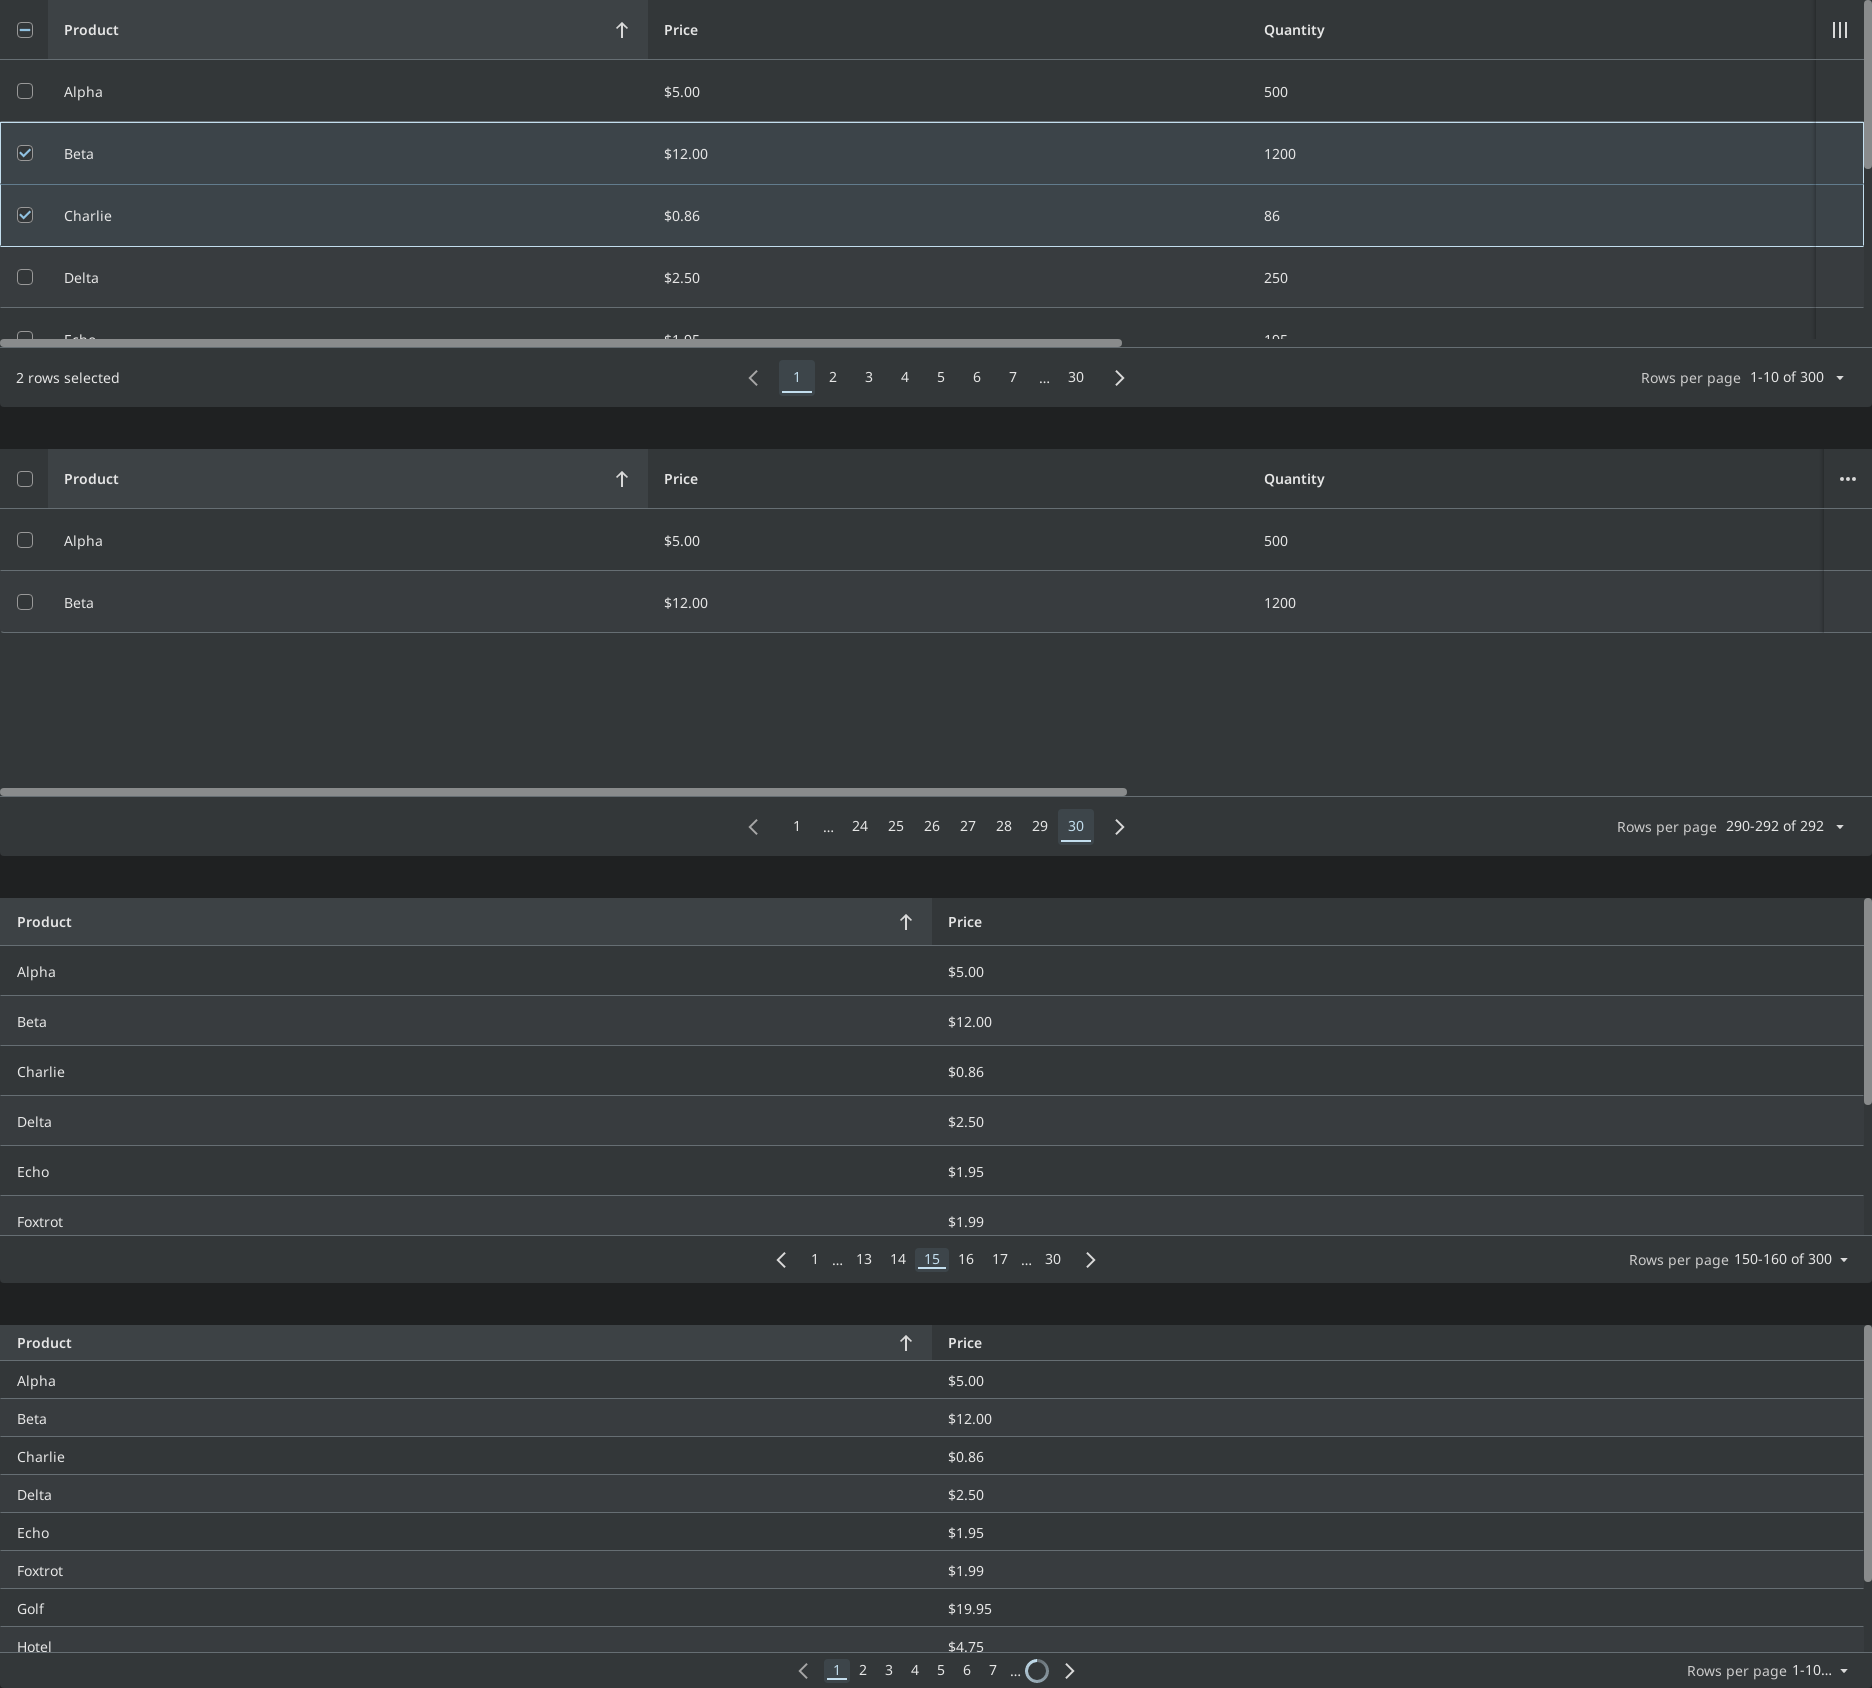 Product Price Quantity
Alpha $5.00 500
Beta $12.00 1200
Charlie $0.86 86
Delta $2.50 250
Echo $1.95 195
2 rows selected 1 2 3 4 5 6 7 ... 30 Rows per page 1-10 of 300
Product Price Quantity
Alpha $5.00 500
Beta $12.00 1200
1 ... 24 25 26 27 28 29 30 Rows per page 290-292 of 292
Product Price
Alpha $5.00
Beta $12.00
Charlie $0.86
Delta $2.50
Echo $1.95
Foxtrot $1.99
1 ... 13 14 15 16 17 ... 30 Rows per page 150-160 of 300
Product Price
Alpha $5.00
Beta $12.00
Charlie $0.86
Delta $2.50
Echo $1.95
Foxtrot $1.99
Golf $19.95
Hotel $4.75
1 2 3 4 5 6 7 ... Rows per page 1-10...